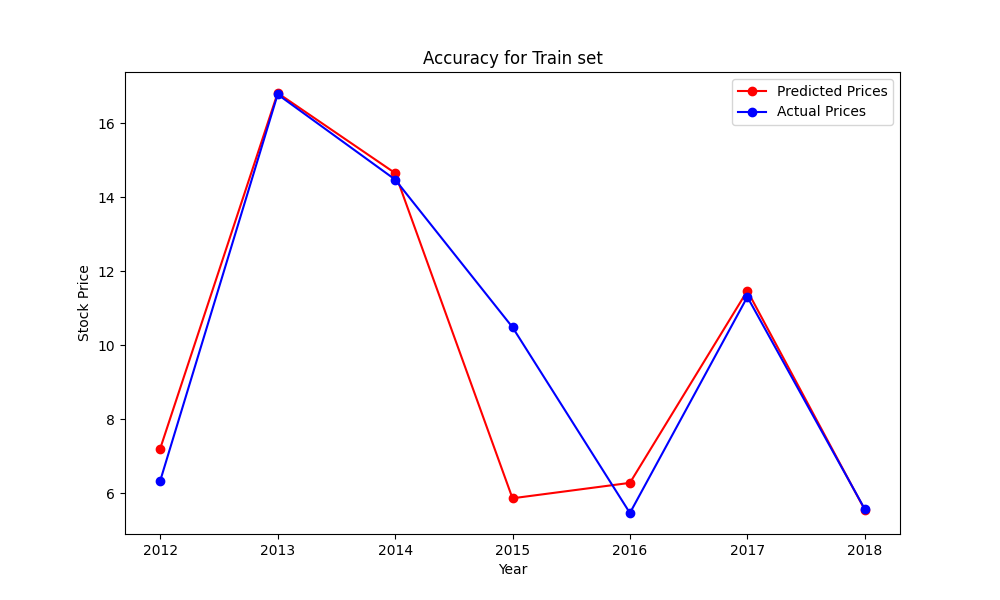 Accuracy for Train set
Predicted Prices
Actual Prices
Stock Price
16
14
12
10
8
6
2012 2013 2014 2015 2016 2017 2018
Year